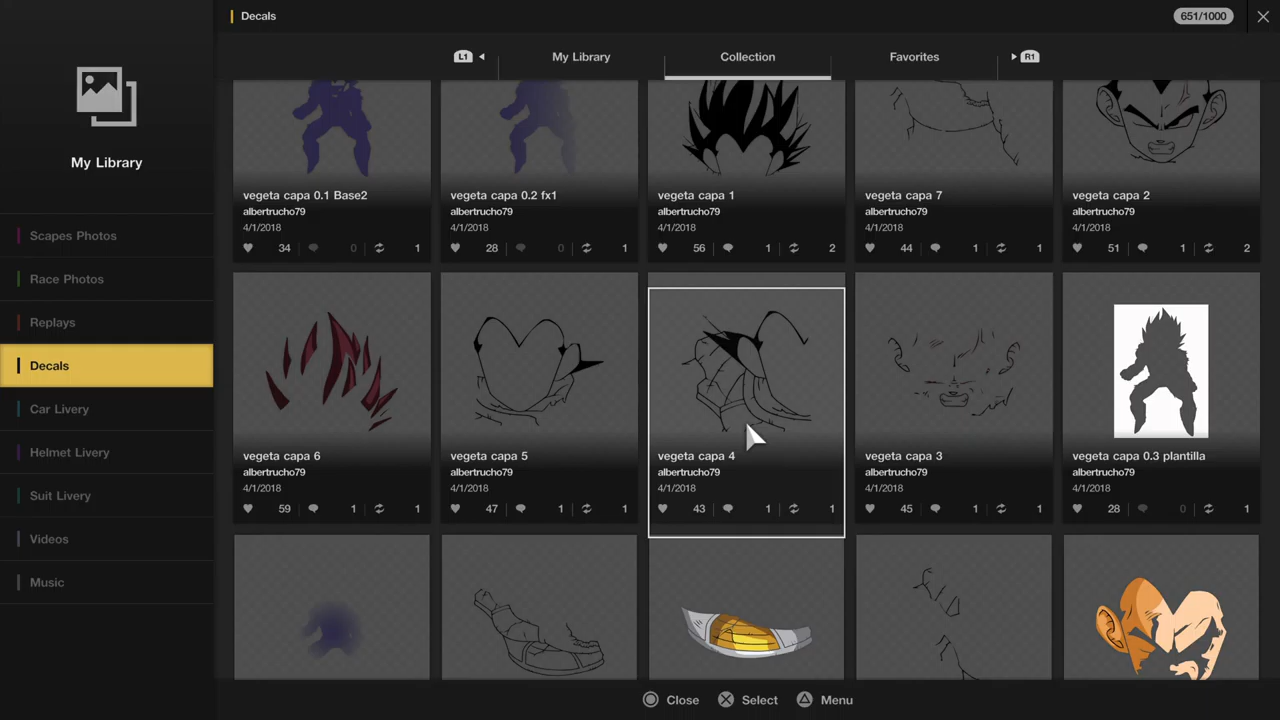 Decals
651/1000
L1
My Library
Collection
Favorites
R1
My Library
Scapes Photos
Race Photos
Replays
Decals
Car Livery
Helmet Livery
Suit Livery
Videos
Music
vegeta capa 0.1 Base2
albertrucho79
4/1/2018
34 0 1
vegeta capa 0.2 fx1
albertrucho79
4/1/2018
28 0 1
vegeta capa 1
albertrucho79
4/1/2018
56 1 2
vegeta capa 7
albertrucho79
4/1/2018
44 1 1
vegeta capa 2
albertrucho79
4/1/2018
51 1 2
vegeta capa 6
albertrucho79
4/1/2018
59 1 1
vegeta capa 5
albertrucho79
4/1/2018
47 1 1
vegeta capa 4
albertrucho79
4/1/2018
43 1 1
vegeta capa 3
albertrucho79
4/1/2018
45 1 1
vegeta capa 0.3 plantilla
albertrucho79
4/1/2018
28 0 1
Close
Select
Menu